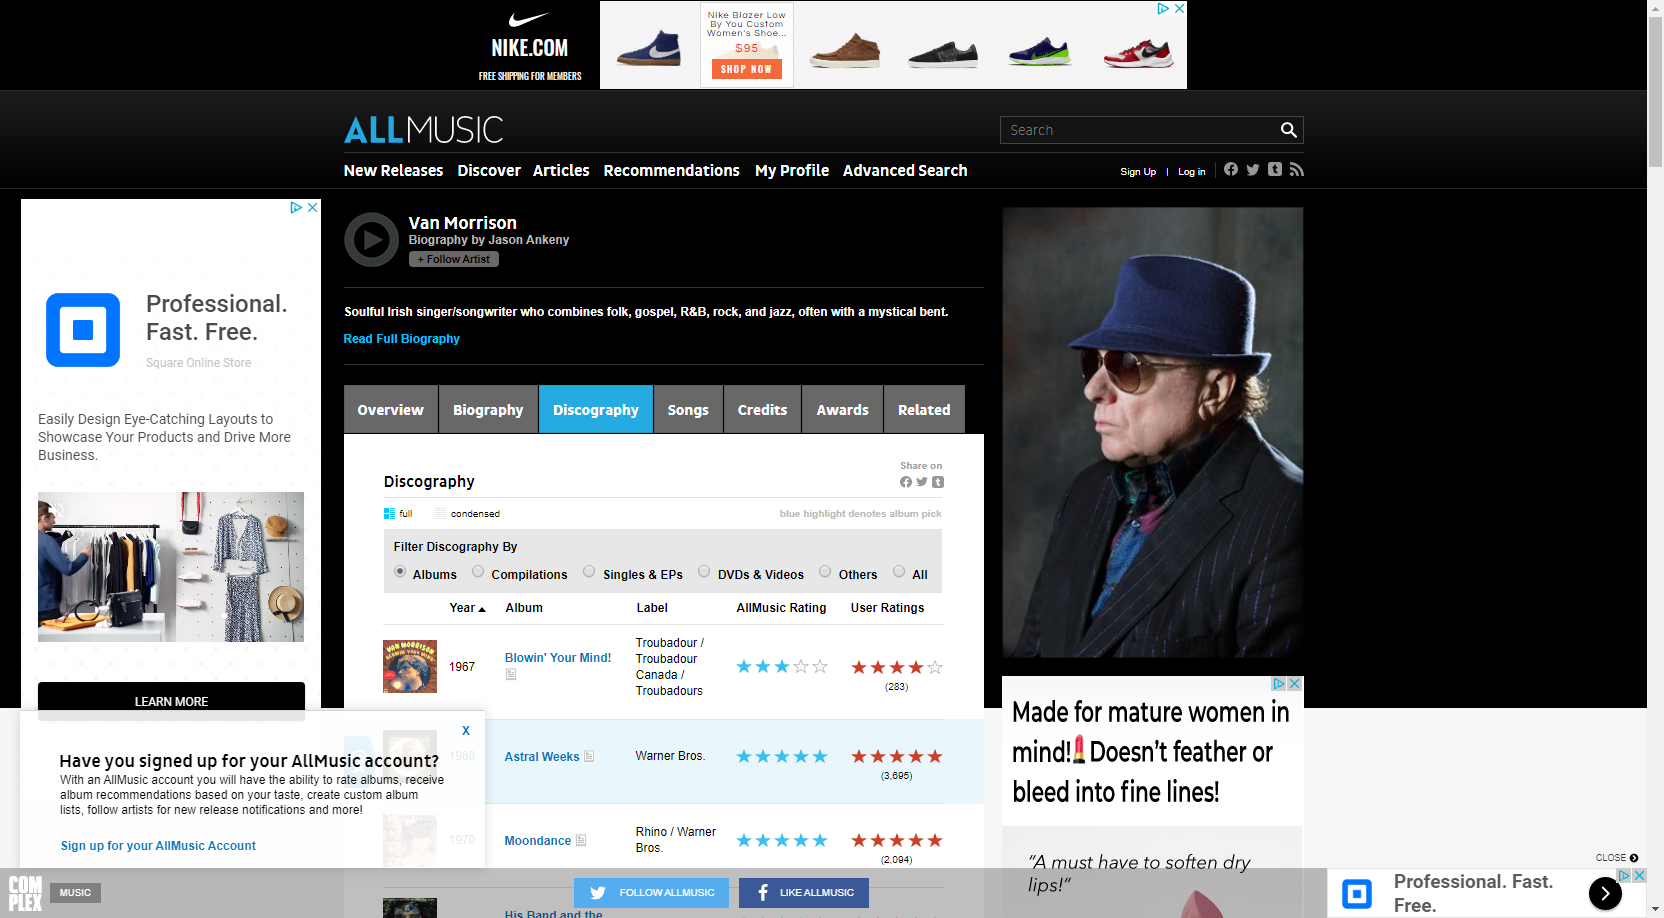 NIKE.COM
FREE SHIPPING FOR MEMBERS
Nike Blazer Low
By You Custom
Women's Shoe...
$95
SHOP NOW
ALLMUSIC
Search
New Releases Discover Articles Recommendations My Profile Advanced Search
Sign Up | Log in
Professional.
Fast. Free.
Square Online Store
Easily Design Eye-Catching Layouts to
Showcase Your Products and Drive More
Business.
LEARN MORE
Van Morrison
Biography by Jason Ankeny
+ Follow Artist
Soulful Irish singer/songwriter who combines folk, gospel, R&B, rock, and jazz, often with a mystical bent.
Read Full Biography
Overview Biography Discography Songs Credits Awards Related
Share on
Discography
full condensed blue highlight denotes album pick
Filter Discography By
Albums Compilations Singles & EPs DVDs & Videos Others All
Year Album Label AllMusic Rating User Ratings
VAN MORRISON
BLOWIN' YOUR MIND!
1967 Blowin' Your Mind! Troubadour /
Troubadour
Canada /
Troubadours
(283)
1968 Astral Weeks Warner Bros.
(3,695)
1970 Moondance Rhino / Warner
Bros.
(2,094)
His Band and the
X
Have you signed up for your AllMusic account?
With an AllMusic account you will have the ability to rate albums, receive
album recommendations based on your taste, create custom album
lists, follow artists for new release notifications and more!
Sign up for your AllMusic Account
Made for mature women in
mind!💄Doesn't feather or
bleed into fine lines!
"A must have to soften dry
lips!"
COMPLEX
MUSIC
FOLLOW ALLMUSIC
LIKE ALLMUSIC
CLOSE
Professional. Fast.
Free.